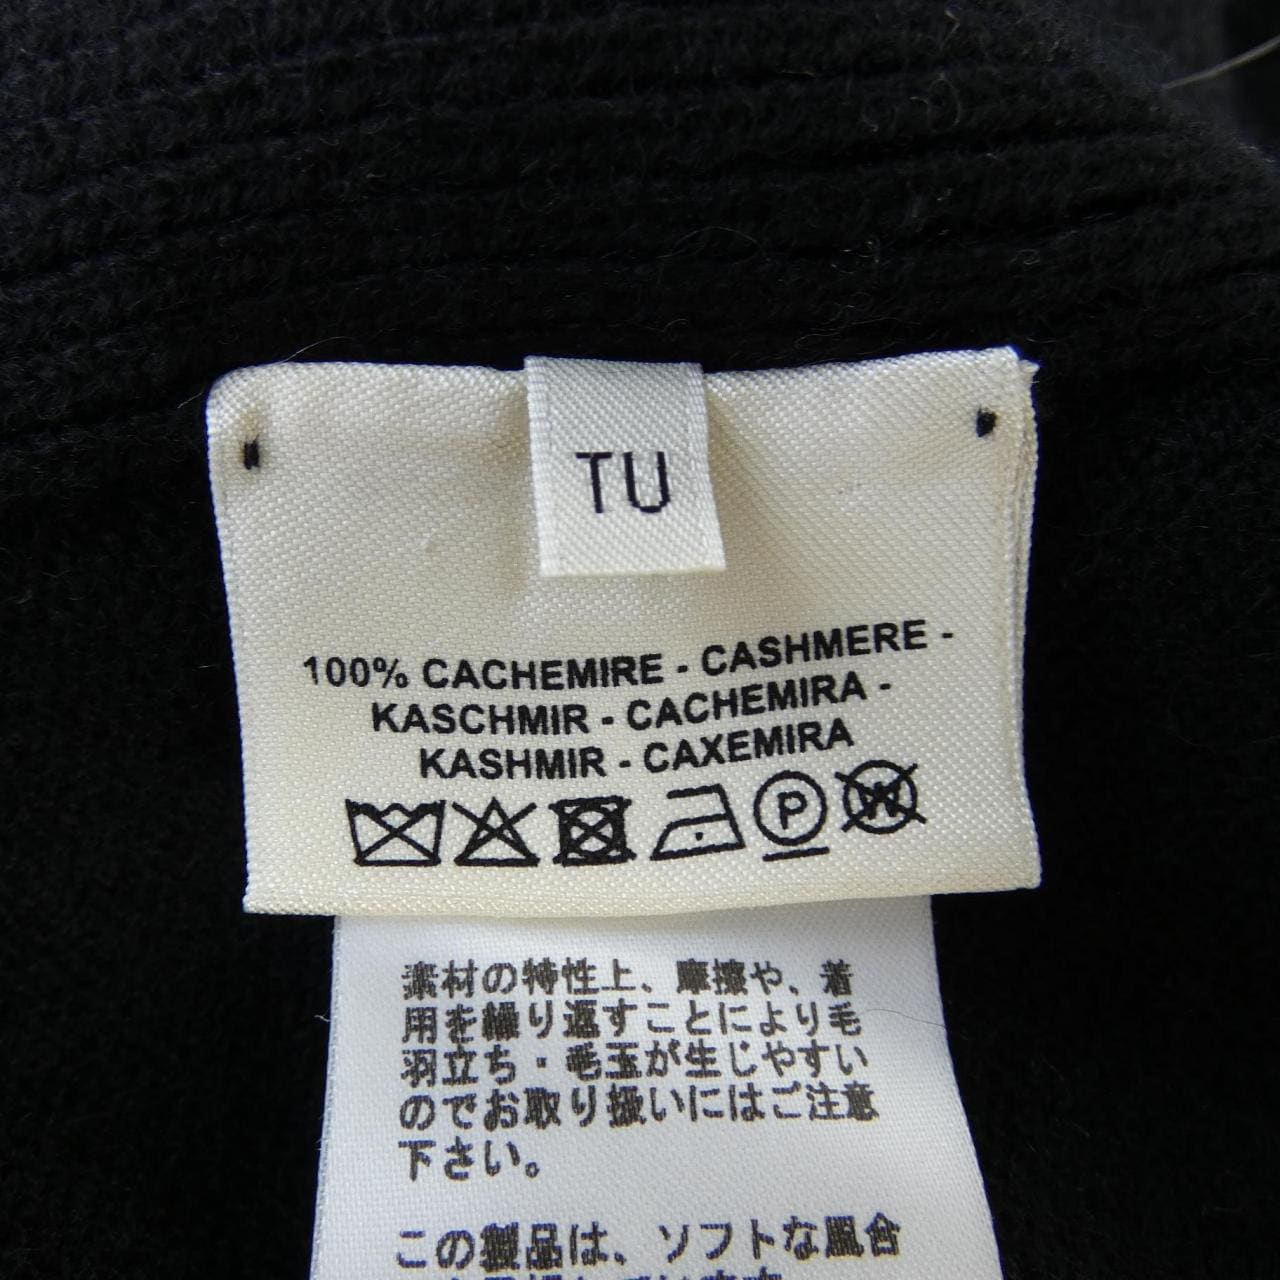 TU
100% CACHEMIRE - CASHMERE -
KASCHMIR - CACHEMIRA -
KASHMIR - CAXEMIRA
P W
素材の特性上、摩擦や、着
用を繰り返すことにより毛
羽立ち・毛玉が生じやすい
のでお取り扱いにはご注意
下さい。
この製品は、ソフトな風合